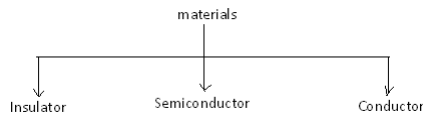 materials
Insulator
Semiconductor
Conductor